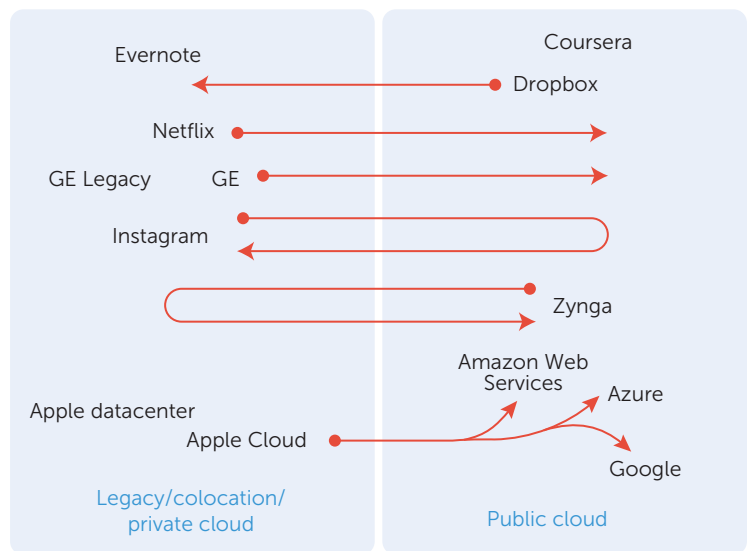 Evernote
Coursera
Dropbox
Netflix
GE Legacy
GE
Instagram
Zynga
Amazon Web
Services
Azure
Apple datacenter
Apple Cloud
Google
Legacy/colocation/
private cloud
Public cloud